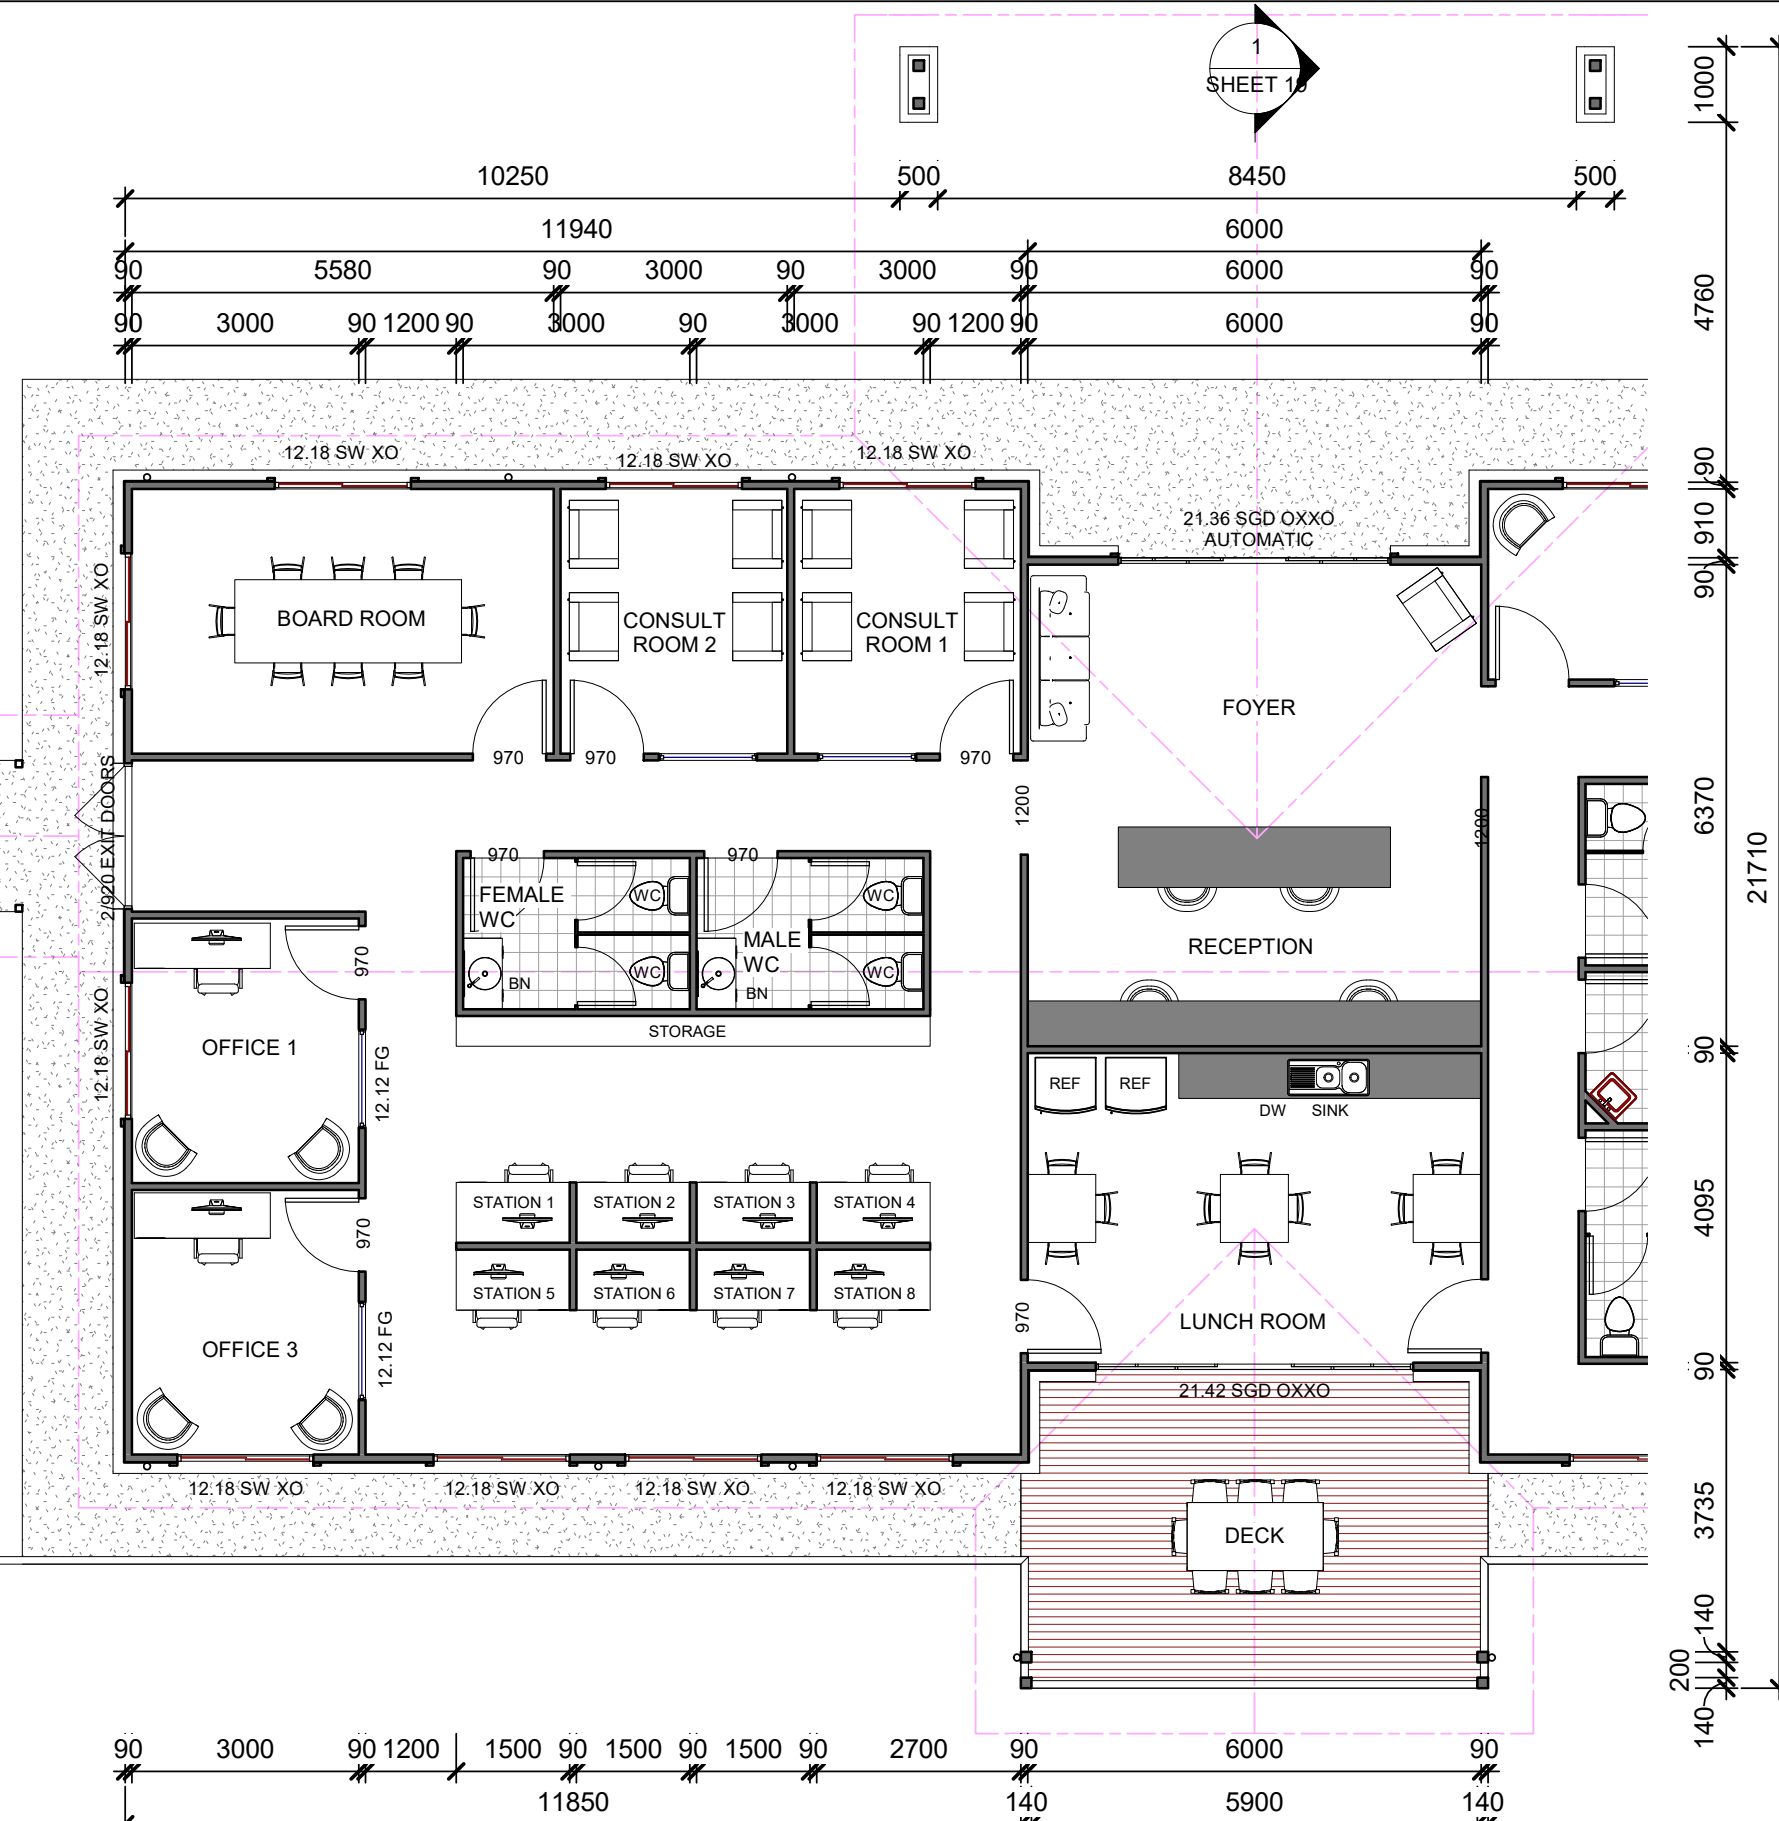 1
SHEET 19
1000
10250
500
8450
500
11940
6000
90
5580
90
3000
90
3000
90
6000
90
4760
90
3000
90
1200
90
3000
90
3000
90
1200
90
6000
90
12.18 SW XO
12.18 SW XO
12.18 SW XO
90
910
90
21.36 SGD OXXO
AUTOMATIC
12.18 SW XO
BOARD ROOM
CONSULT
ROOM 2
CONSULT
ROOM 1
FOYER
970
970
970
1200
1200
6370
21710
2/920 EXIT DOORS
970
970
FEMALE
WC
WC
WC
BN
MALE
WC
WC
WC
BN
RECEPTION
970
STORAGE
OFFICE 1
12.18 SW XO
12.12 FG
90
REF
REF
DW
SINK
STATION 1
STATION 2
STATION 3
STATION 4
4095
970
STATION 5
STATION 6
STATION 7
STATION 8
970
LUNCH ROOM
OFFICE 3
12.12 FG
90
21.42 SGD OXXO
12.18 SW XO
12.18 SW XO
12.18 SW XO
12.18 SW XO
DECK
3735
140
200
140
90
3000
90
1200
1500
90
1500
90
1500
90
2700
90
6000
90
11850
140
5900
140